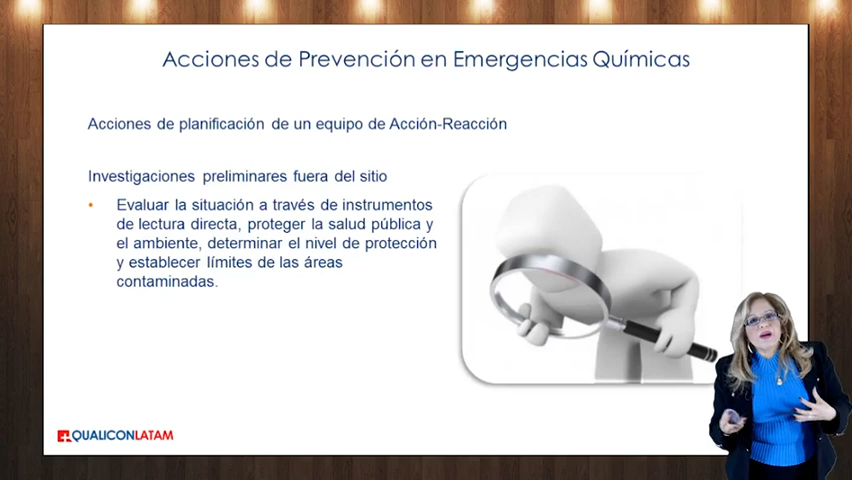 Acciones de Prevención en Emergencias Químicas
Acciones de planificación de un equipo de Acción-Reacción
Investigaciones preliminares fuera del sitio
• Evaluar la situación a través de instrumentos
de lectura directa, proteger la salud pública y
el ambiente, determinar el nivel de protección
y establecer límites de las áreas
contaminadas.
QUALICONLATAM